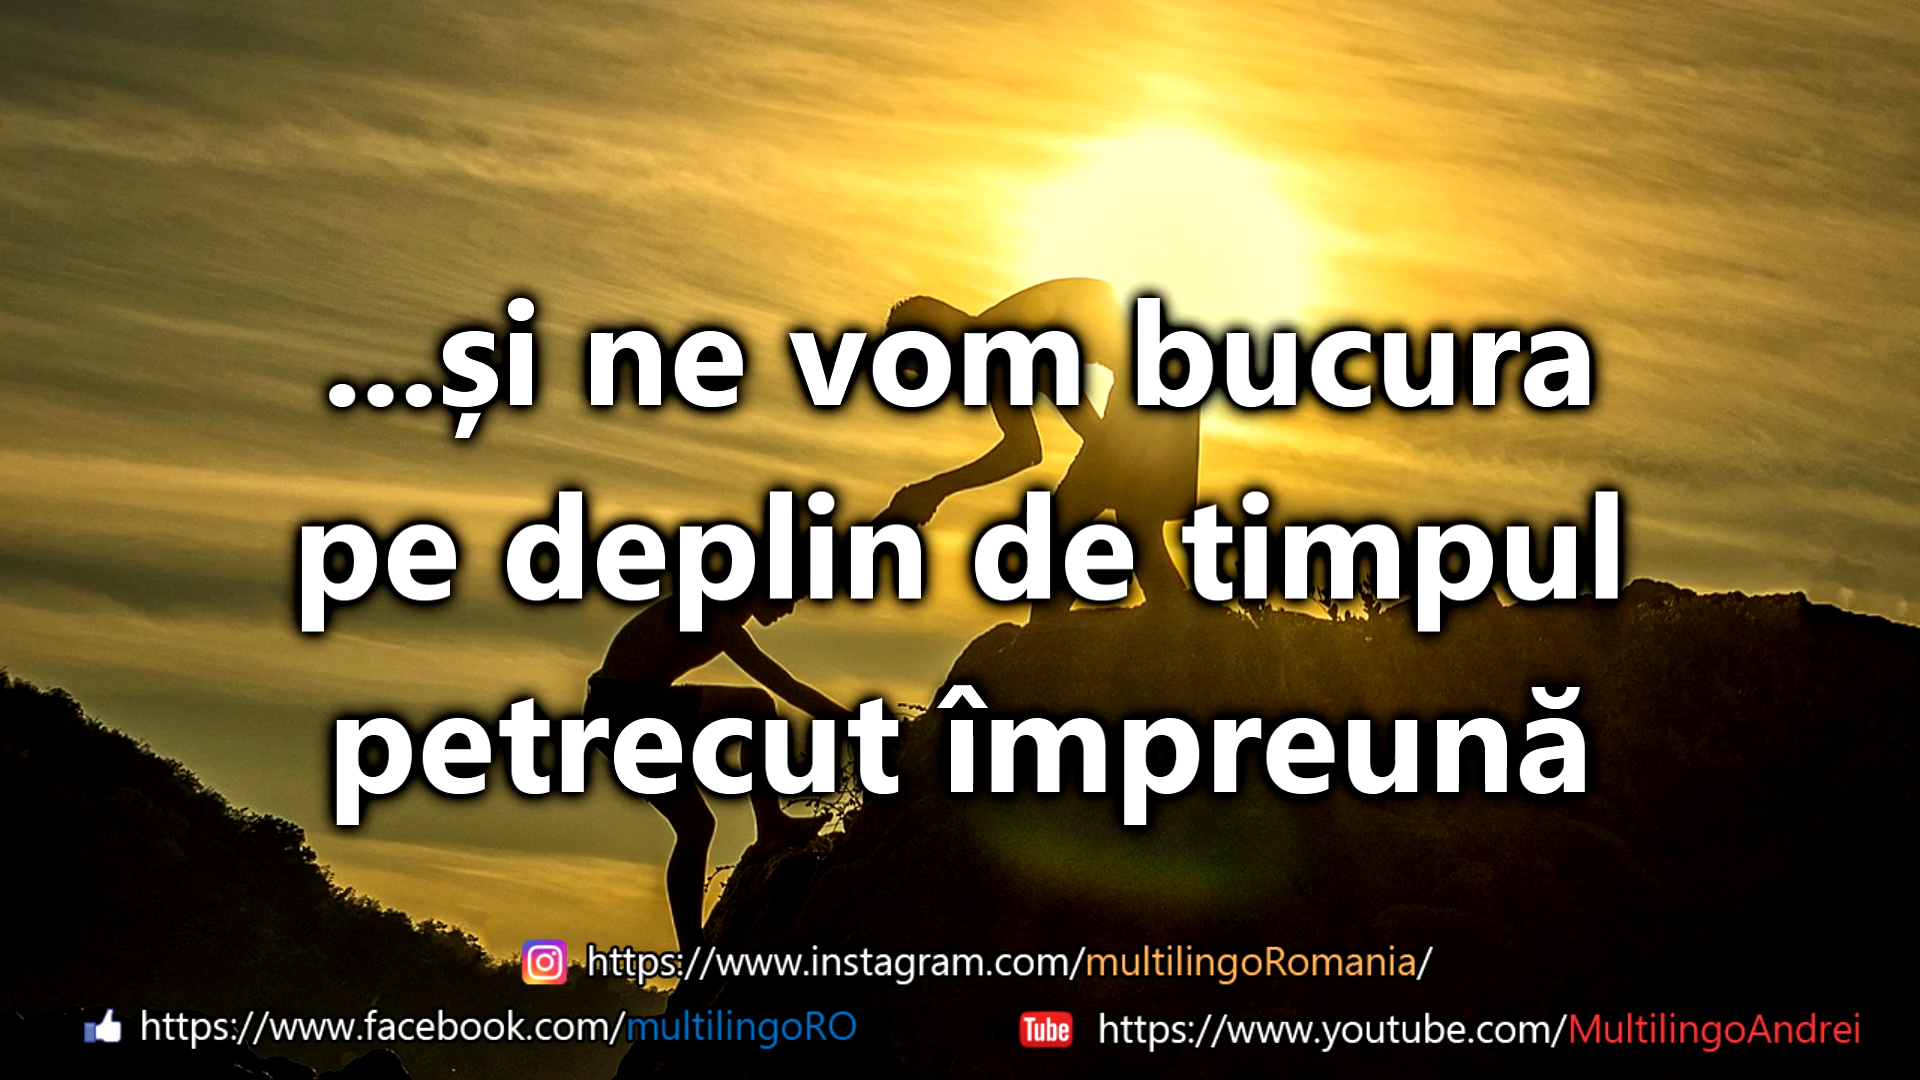 ...și ne vom bucura
pe deplin de timpul
petrecut împreună
https://www.instagram.com/multilingoRomania/
https://www.facebook.com/multilingoRO
Tube https://www.youtube.com/MultilingoAndrei